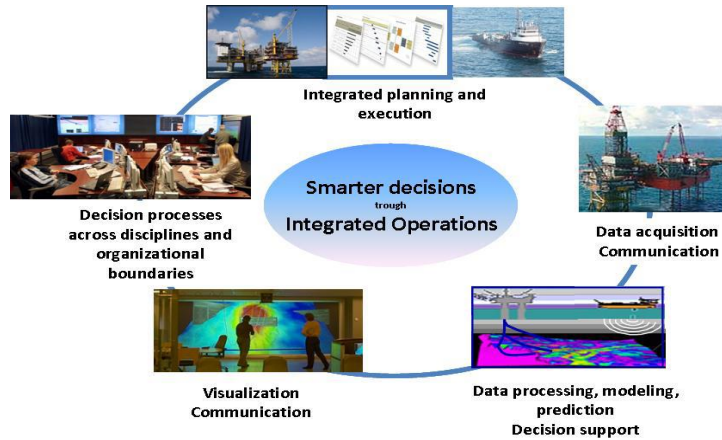 Integrated planning and
execution
Smarter decisions
trough
Integrated Operations
Data acquisition
Communication
Data processing, modeling,
prediction
Decision support
Visualization
Communication
Decision processes
across disciplines and
organizational
boundaries